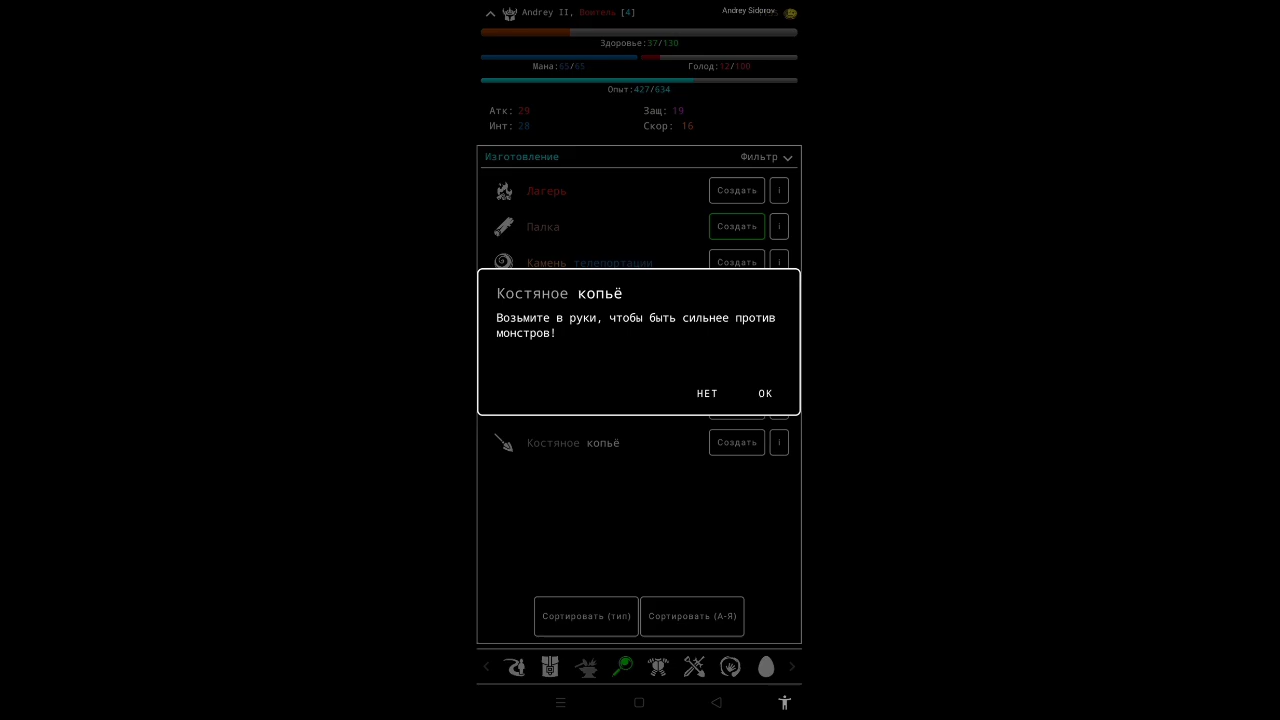 Andrey II, Воитель [4]
Andrey Sidorov
Здоровье:37/130
Мана:65/65
Голод:12/100
Опыт:427/634
Атк: 29
Защ: 19
Инт: 28
Скор: 16
Изготовление
Фильтр
Лагерь
Создать
i
Палка
Создать
i
Камень телепортации
Создать
i
Костяное копьё
Возьмите в руки, чтобы быть сильнее против
монстров!
НЕТ
ОК
Костяное копьё
Создать
i
Сортировать (тип)
Сортировать (А-Я)